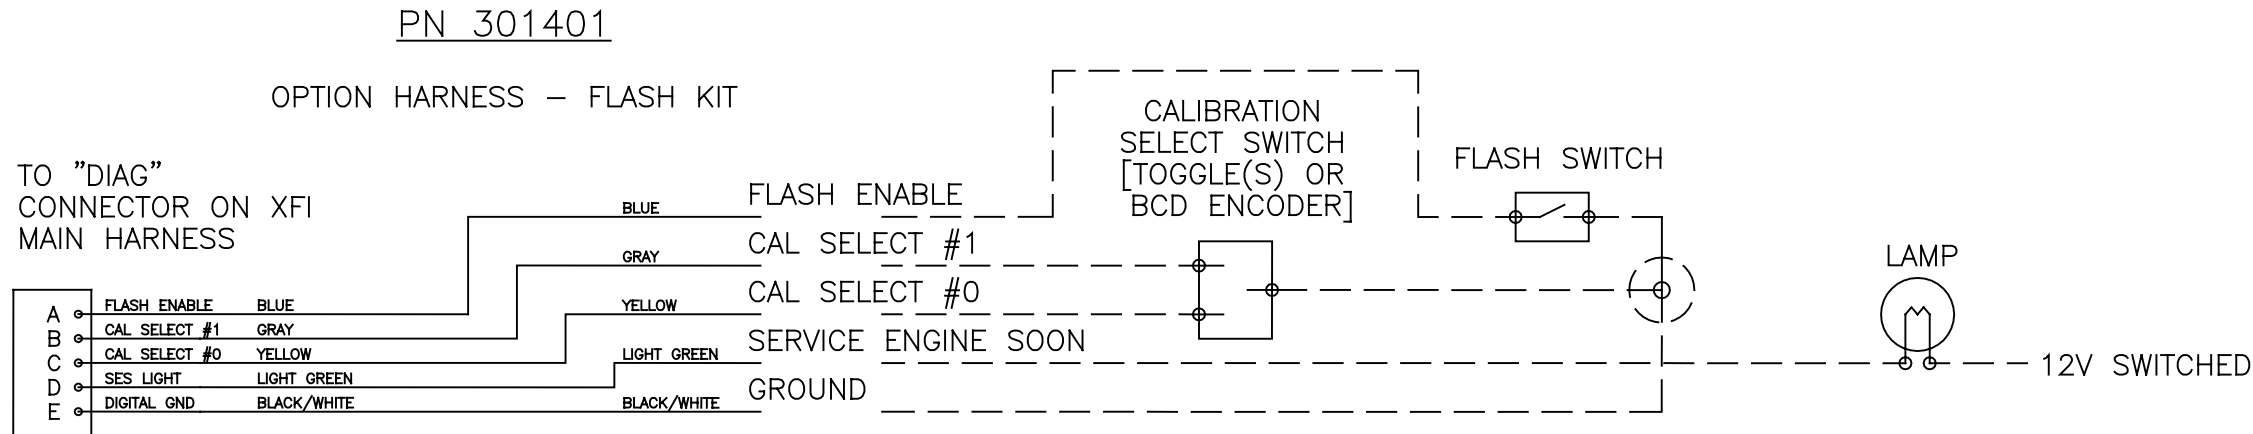 PN 301401
OPTION HARNESS – FLASH KIT
TO "DIAG"
CONNECTOR ON XFI
MAIN HARNESS
CALIBRATION
SELECT SWITCH
[TOGGLE(S) OR
BCD ENCODER]
FLASH SWITCH
LAMP
12V SWITCHED
BLUE FLASH ENABLE
GRAY CAL SELECT #1
YELLOW CAL SELECT #0
LIGHT GREEN SERVICE ENGINE SOON
BLACK/WHITE GROUND
A FLASH ENABLE BLUE
B CAL SELECT #1 GRAY
C CAL SELECT #0 YELLOW
D SES LIGHT LIGHT GREEN
E DIGITAL GND BLACK/WHITE